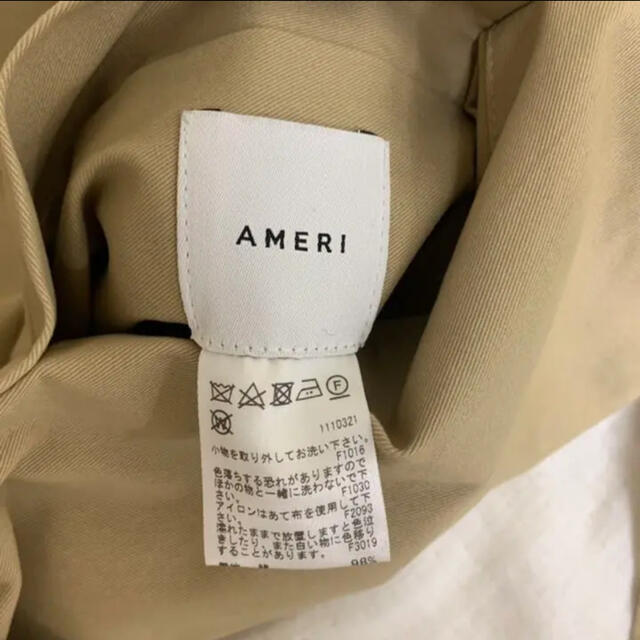 AMERI
F
W
1110321
小物を取り外してお洗い下さい。
F1016
色落ちする恐れがありますので
ほかの物と一緒に洗わないで下
さい。
F1030
アイロンはあて布を使用して下
さい。
F2093
濡れたままで放置しますと色泣
きしたり、また白い物に色移り
することがあります。
F3019
98%